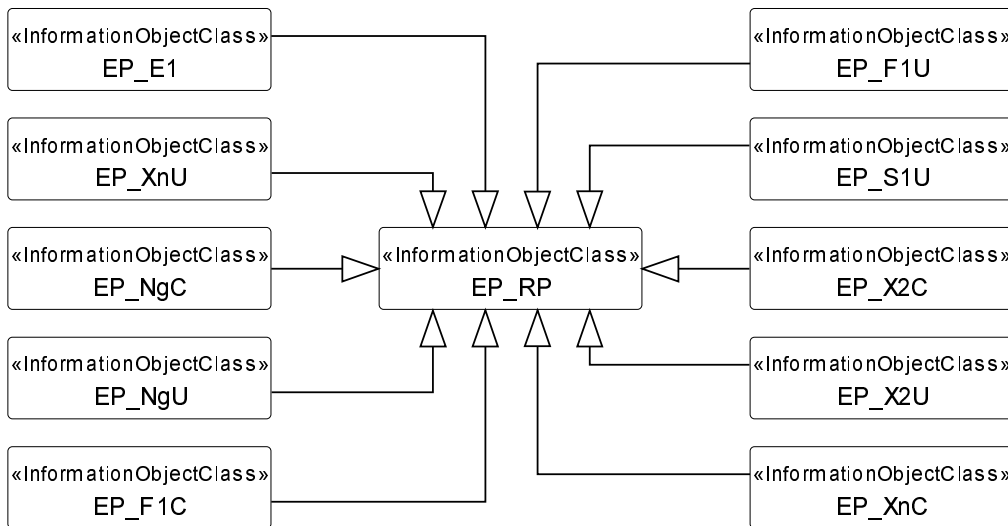 «InformationObjectClass»
EP_E1
«InformationObjectClass»
EP_XnU
«InformationObjectClass»
EP_NgC
«InformationObjectClass»
EP_NgU
«InformationObjectClass»
EP_F1C
«InformationObjectClass»
EP_RP
«InformationObjectClass»
EP_F1U
«InformationObjectClass»
EP_S1U
«InformationObjectClass»
EP_X2C
«InformationObjectClass»
EP_X2U
«InformationObjectClass»
EP_XnC